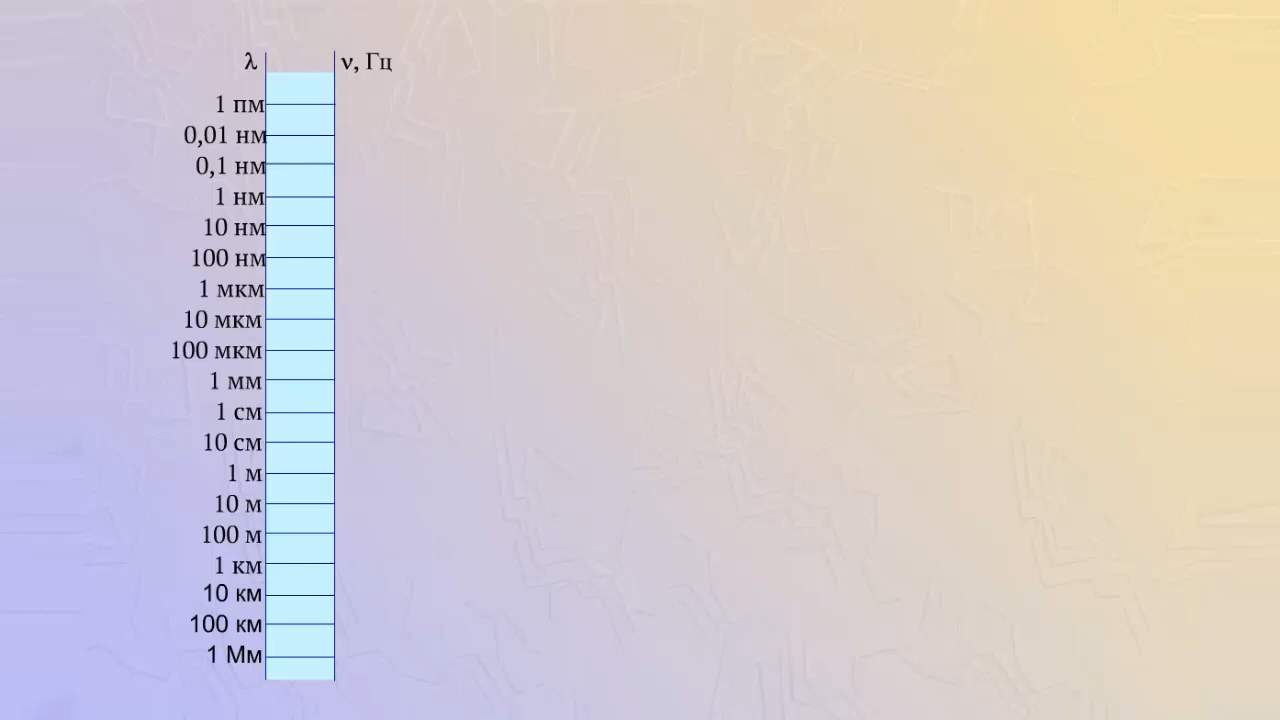 λ ν, Гц
1 пм
0,01 нм
0,1 нм
1 нм
10 нм
100 нм
1 мкм
10 мкм
100 мкм
1 мм
1 см
10 см
1 м
10 м
100 м
1 км
10 км
100 км
1 Мм